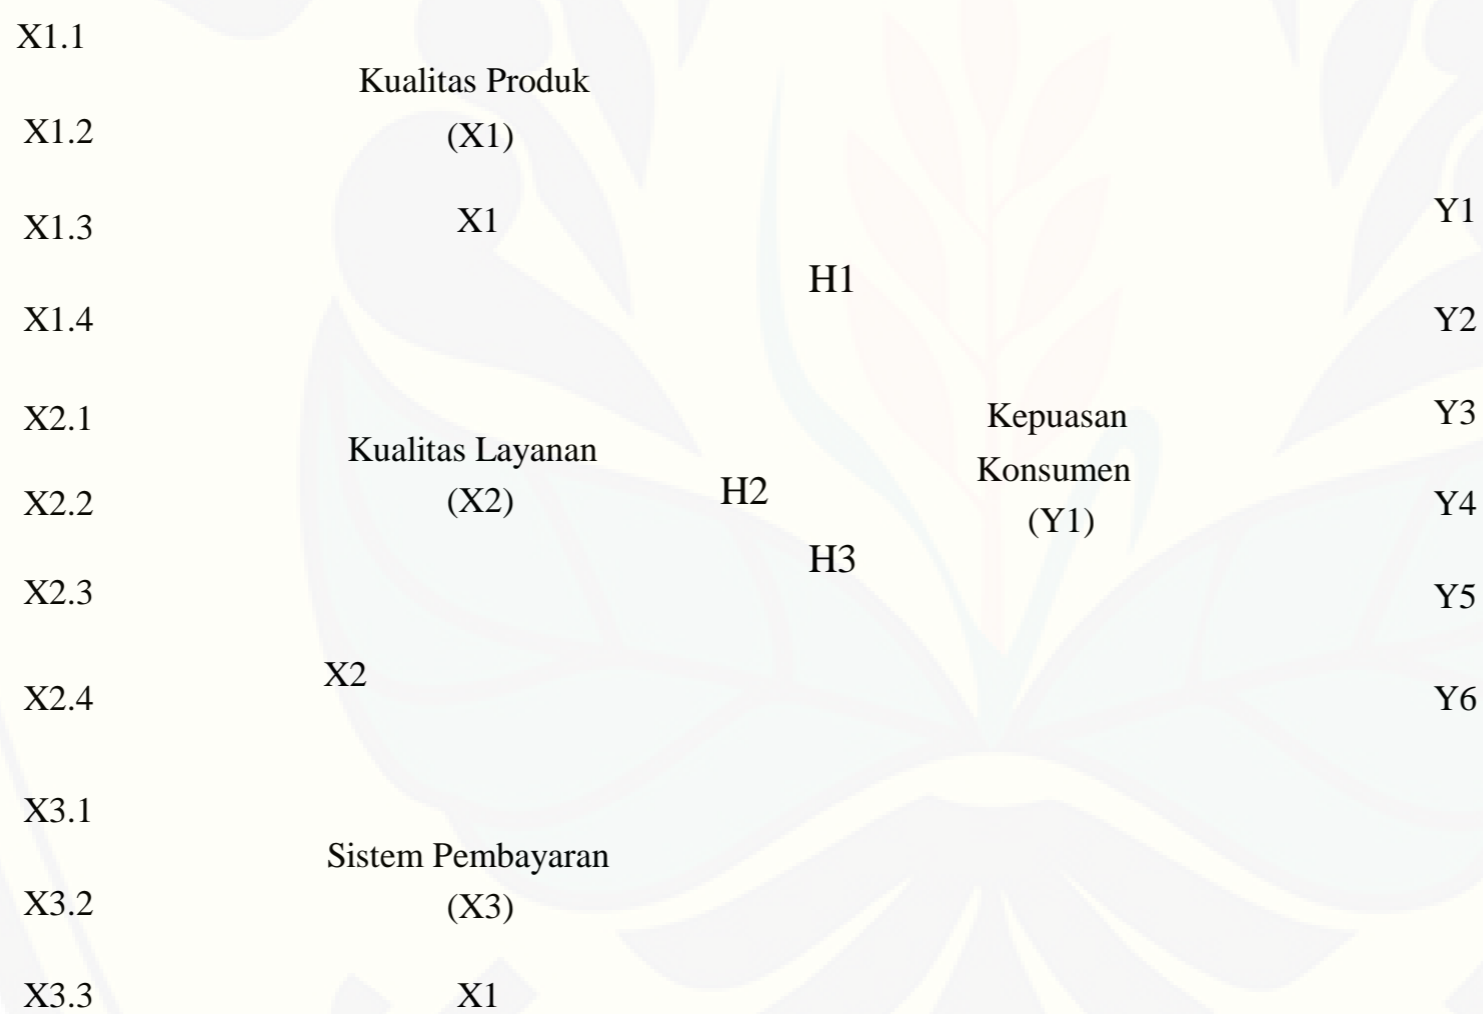 X1.1
Kualitas Produk
X1.2
(X1)
X1.3
X1
Y1
H1
X1.4
Y2
X2.1
Kepuasan
Y3
Kualitas Layanan
Konsumen
X2.2
(X2)
H2
(Y1)
Y4
H3
X2.3
Y5
X2
X2.4
Y6
X3.1
Sistem Pembayaran
X3.2
(X3)
X3.3
X1